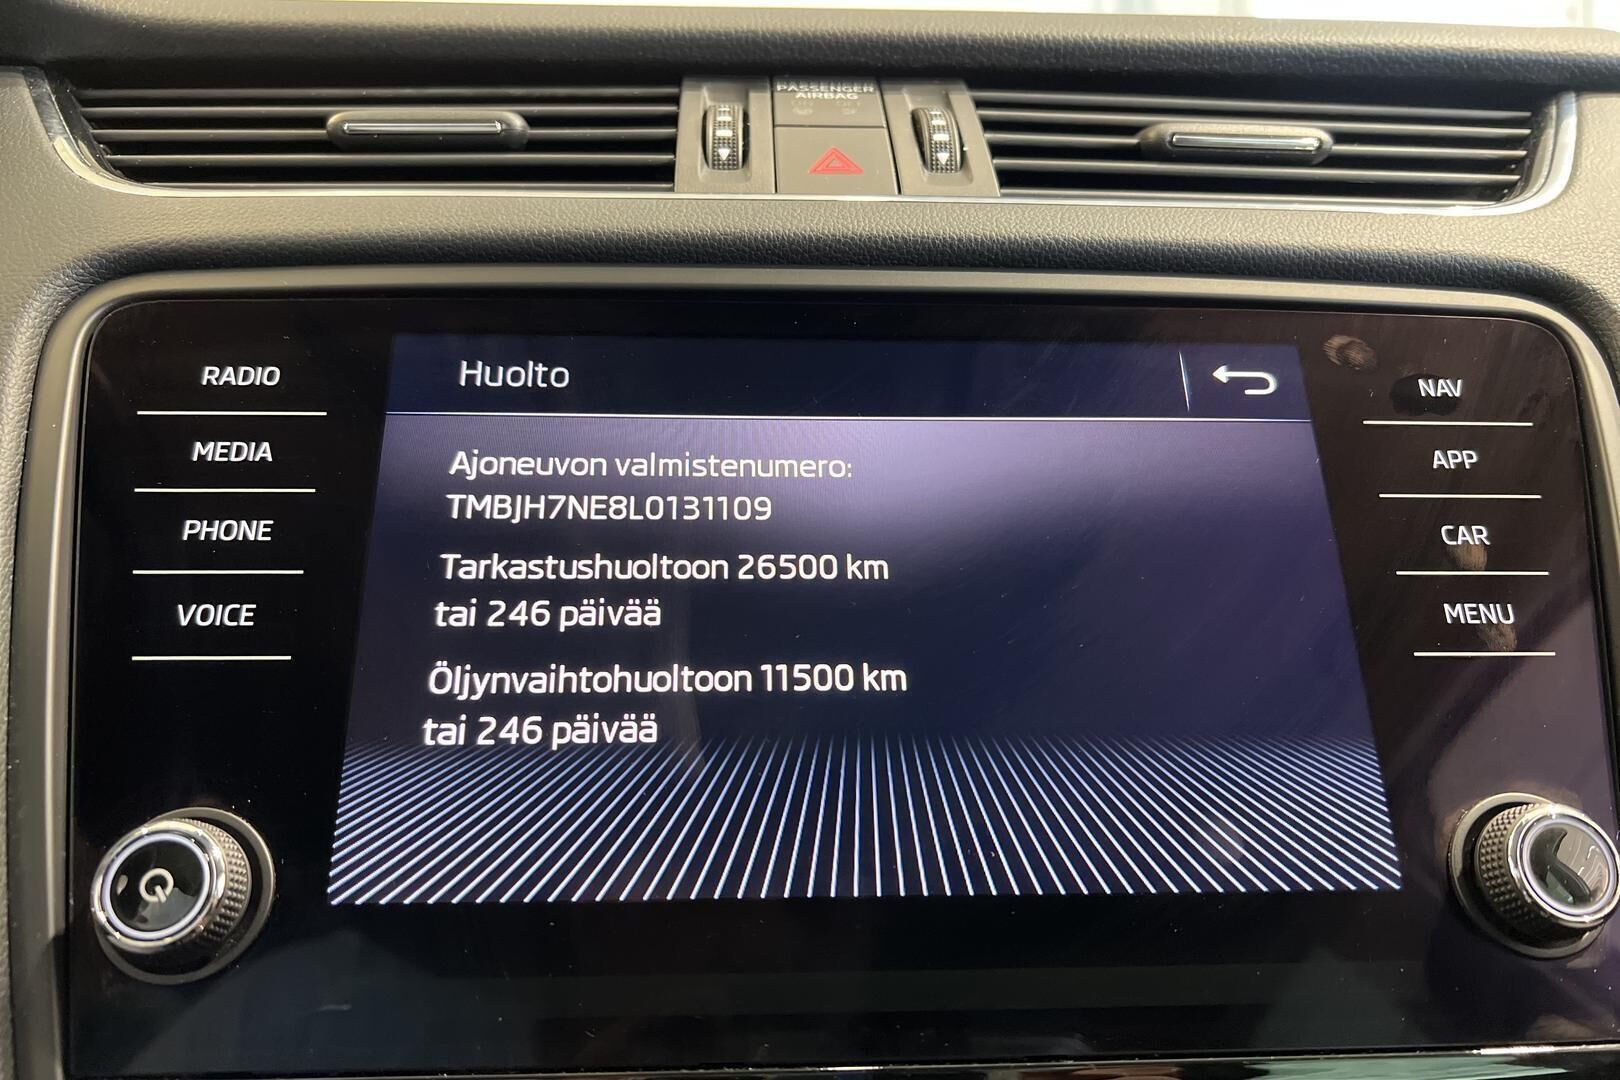 PASSENGER
AIRBAG
RADIO
MEDIA
PHONE
VOICE
Huolto
Ajoneuvon valmistenumero:
TMBJH7NE8L0131109
Tarkastushuoltoon 26500 km
tai 246 päivää
Öljynvaihtohuoltoon 11500 km
tai 246 päivää
NAV
APP
CAR
MENU